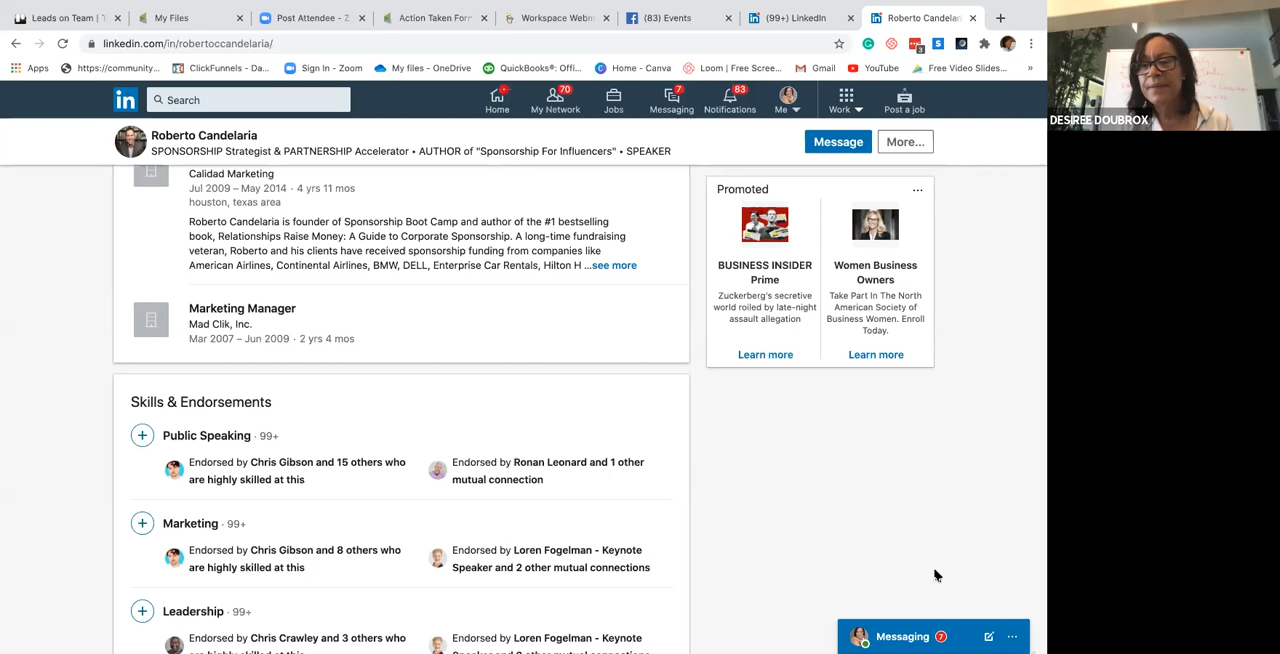 Leads on Team | T
My Files
Post Attendee - Z
Action Taken Form
Workspace Webm
(83) Events
(99+) LinkedIn
Roberto Candelari
linkedin.com/in/robertoccandelaria/
Apps
https://community...
ClickFunnels - Da...
Sign In - Zoom
My files - OneDrive
QuickBooks®: Offi...
Home - Canva
Loom | Free Scree...
Gmail
YouTube
Free Video Slides...
»
in
Search
Home
70
My Network
Jobs
7
Messaging
83
Notifications
Me
Work
Post a job
Roberto Candelaria
SPONSORSHIP Strategist & PARTNERSHIP Accelerator • AUTHOR of "Sponsorship For Influencers" • SPEAKER
Message
More...
DESIREE DOUBROX
Calidad Marketing
Jul 2009 – May 2014 · 4 yrs 11 mos
houston, texas area
Roberto Candelaria is founder of Sponsorship Boot Camp and author of the #1 bestselling
book, Relationships Raise Money: A Guide to Corporate Sponsorship. A long-time fundraising
veteran, Roberto and his clients have received sponsorship funding from companies like
American Airlines, Continental Airlines, BMW, DELL, Enterprise Car Rentals, Hilton H ...see more
Marketing Manager
Mad Clik, Inc.
Mar 2007 – Jun 2009 · 2 yrs 4 mos
Promoted
...
BUSINESS INSIDER
Prime
Zuckerberg's secretive
world roiled by late-night
assault allegation
Learn more
Women Business
Owners
Take Part In The North
American Society of
Business Women. Enroll
Today.
Learn more
Skills & Endorsements
Public Speaking · 99+
Endorsed by Chris Gibson and 15 others who
are highly skilled at this
Endorsed by Ronan Leonard and 1 other
mutual connection
Marketing · 99+
Endorsed by Chris Gibson and 8 others who
are highly skilled at this
Endorsed by Loren Fogelman - Keynote
Speaker and 2 other mutual connections
Leadership · 99+
Endorsed by Chris Crawley and 3 others who
Endorsed by Loren Fogelman - Keynote
Messaging 7
...